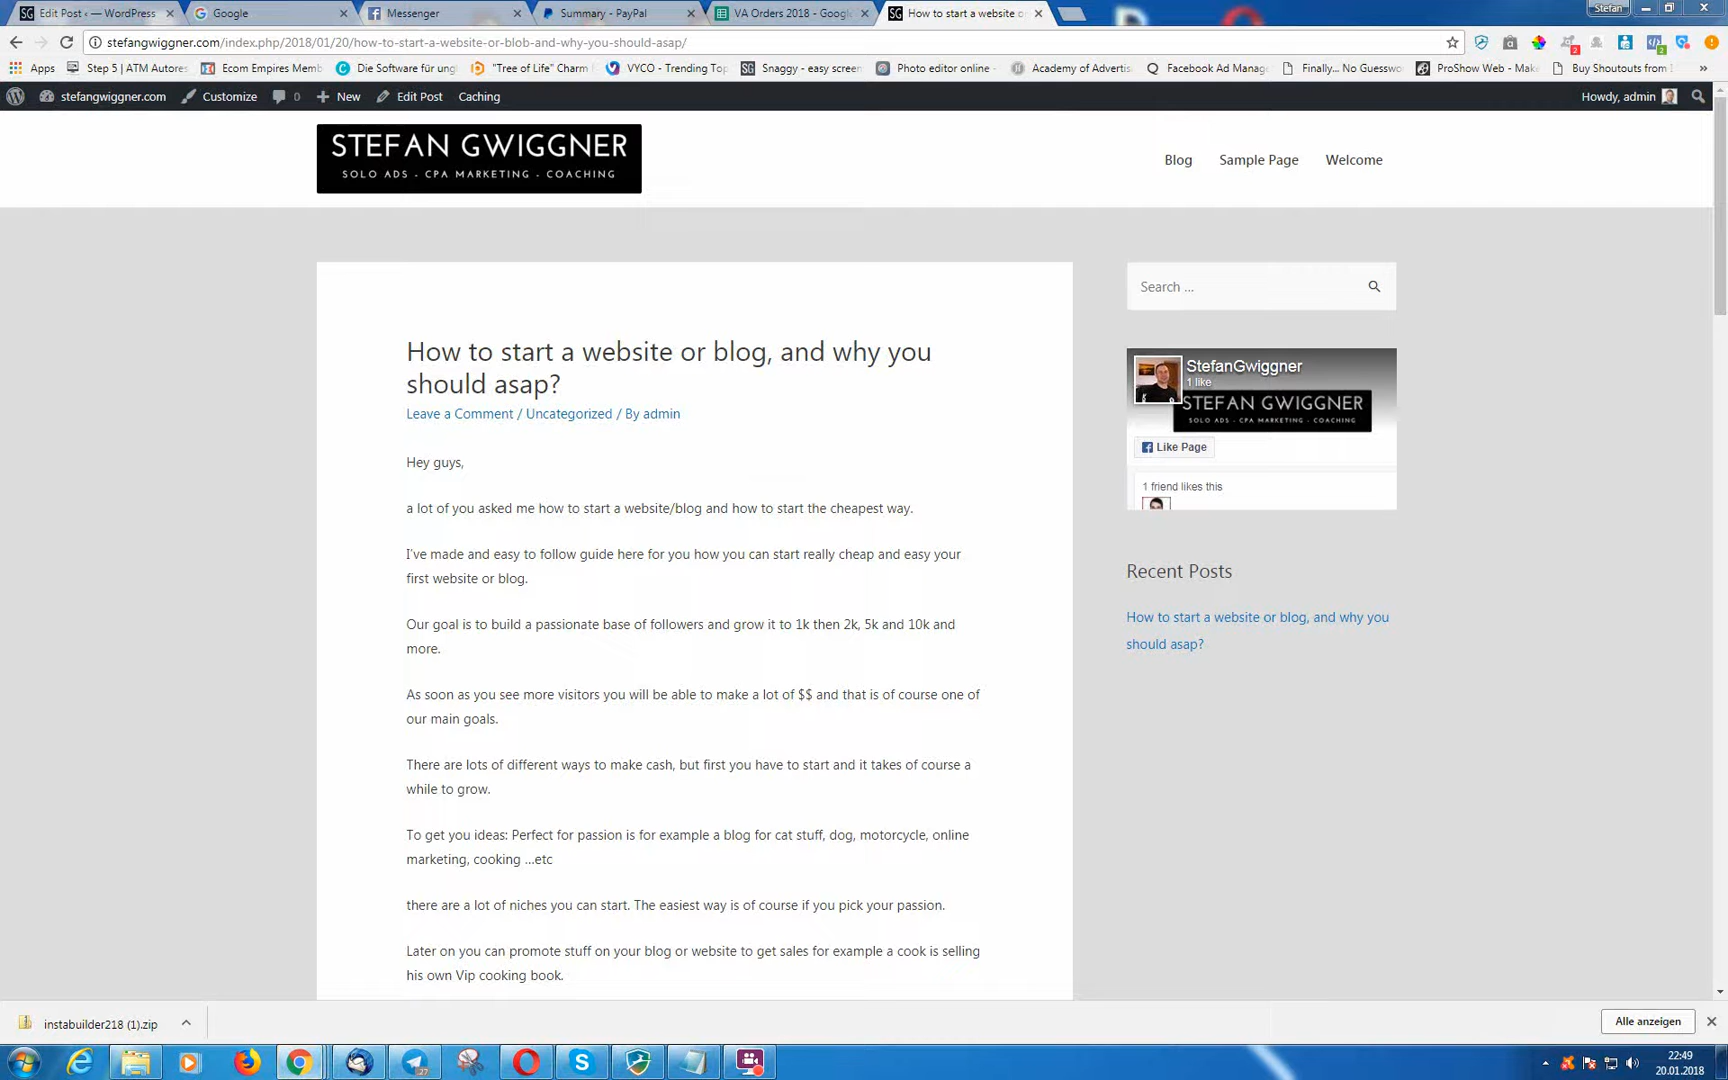 Edit Post ‹ — WordPress
Google
Messenger
Summary - PayPal
VA Orders 2018 - Google
How to start a website o
Stefan
stefangwiggner.com/index.php/2018/01/20/how-to-start-a-website-or-blob-and-why-you-should-asap/
Apps
Step 5 | ATM Autores
Ecom Empires Memb
Die Software für ung
"Tree of Life" Charm
VYCO - Trending Top
Snaggy - easy screen
Photo editor online -
Academy of Advertis
Facebook Ad Manag
Finally... No Guesswo
ProShow Web - Make
Buy Shoutouts from
stefangwiggner.com
Customize
0
New
Edit Post
Caching
Howdy, admin
STEFAN GWIGGNER
SOLO ADS - CPA MARKETING - COACHING
Blog
Sample Page
Welcome
Search ...
How to start a website or blog, and why you
should asap?
Leave a Comment / Uncategorized / By admin
Hey guys,
a lot of you asked me how to start a website/blog and how to start the cheapest way.
I've made and easy to follow guide here for you how you can start really cheap and easy your
first website or blog.
Our goal is to build a passionate base of followers and grow it to 1k then 2k, 5k and 10k and
more.
As soon as you see more visitors you will be able to make a lot of $$ and that is of course one of
our main goals.
There are lots of different ways to make cash, but first you have to start and it takes of course a
while to grow.
To get you ideas: Perfect for passion is for example a blog for cat stuff, dog, motorcycle, online
marketing, cooking ...etc
there are a lot of niches you can start. The easiest way is of course if you pick your passion.
Later on you can promote stuff on your blog or website to get sales for example a cook is selling
his own Vip cooking book.
StefanGwiggner
1 like
STEFAN GWIGGNER
SOLO ADS - CPA MARKETING - COACHING
Like Page
1 friend likes this
Recent Posts
How to start a website or blog, and why you
should asap?
instabuilder218 (1).zip
Alle anzeigen
27
22:49
20.01.2018